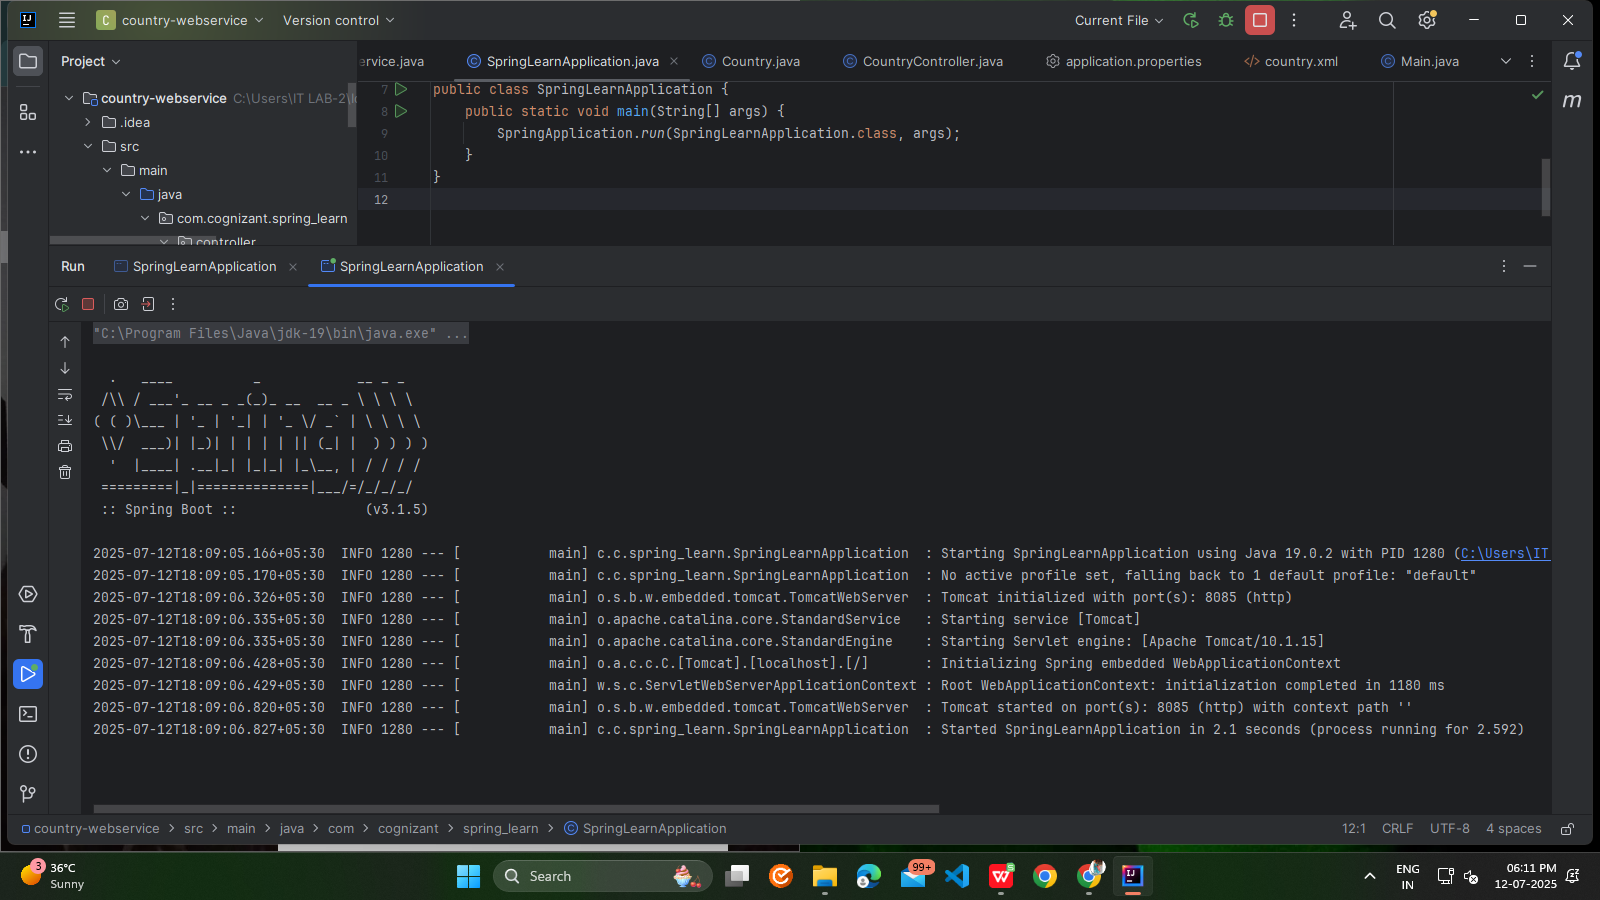 IJ
C country-webservice
Version control
Current File
Project
ervice.java
SpringLearnApplication.java
Country.java
CountryController.java
application.properties
country.xml
Main.java
country-webservice C:\Users\IT LAB-2\
.idea
src
main
java
com.cognizant.spring_learn
controller
7 public class SpringLearnApplication {
8 public static void main(String[] args) {
9 SpringApplication.run(SpringLearnApplication.class, args);
10 }
11 }
12
m
Run
SpringLearnApplication
SpringLearnApplication
"C:\Program Files\Java\jdk-19\bin\java.exe" ...
  .   ____          _            __ _ _
 /\\ / ___'_ __ _ _(_)_ __  __ _ \ \ \ \
( ( )\___ | '_ | '_| | '_ \/ _` | \ \ \ \
 \\/  ___)| |_)| | | | | || (_| |  ) ) ) )
  '  |____| .__|_| |_|_| |_\__, | / / / /
 =========|_|==============|___/=/_/_/_/
 :: Spring Boot ::                (v3.1.5)
2025-07-12T18:09:05.166+05:30  INFO 1280 --- [           main] c.c.spring_learn.SpringLearnApplication  : Starting SpringLearnApplication using Java 19.0.2 with PID 1280 (C:\Users\IT
2025-07-12T18:09:05.170+05:30  INFO 1280 --- [           main] c.c.spring_learn.SpringLearnApplication  : No active profile set, falling back to 1 default profile: "default"
2025-07-12T18:09:06.326+05:30  INFO 1280 --- [           main] o.s.b.w.embedded.tomcat.TomcatWebServer  : Tomcat initialized with port(s): 8085 (http)
2025-07-12T18:09:06.335+05:30  INFO 1280 --- [           main] o.apache.catalina.core.StandardService   : Starting service [Tomcat]
2025-07-12T18:09:06.335+05:30  INFO 1280 --- [           main] o.apache.catalina.core.StandardEngine    : Starting Servlet engine: [Apache Tomcat/10.1.15]
2025-07-12T18:09:06.428+05:30  INFO 1280 --- [           main] o.a.c.c.C.[Tomcat].[localhost].[/]       : Initializing Spring embedded WebApplicationContext
2025-07-12T18:09:06.429+05:30  INFO 1280 --- [           main] w.s.c.ServletWebServerApplicationContext : Root WebApplicationContext: initialization completed in 1180 ms
2025-07-12T18:09:06.820+05:30  INFO 1280 --- [           main] o.s.b.w.embedded.tomcat.TomcatWebServer  : Tomcat started on port(s): 8085 (http) with context path ''
2025-07-12T18:09:06.827+05:30  INFO 1280 --- [           main] c.c.spring_learn.SpringLearnApplication  : Started SpringLearnApplication in 2.1 seconds (process running for 2.592)
country-webservice > src > main > java > com > cognizant > spring_learn > SpringLearnApplication
12:1 CRLF UTF-8 4 spaces
3
36°C
Sunny
Search
99+
W
S
IJ
ENG
IN
06:11 PM
12-07-2025